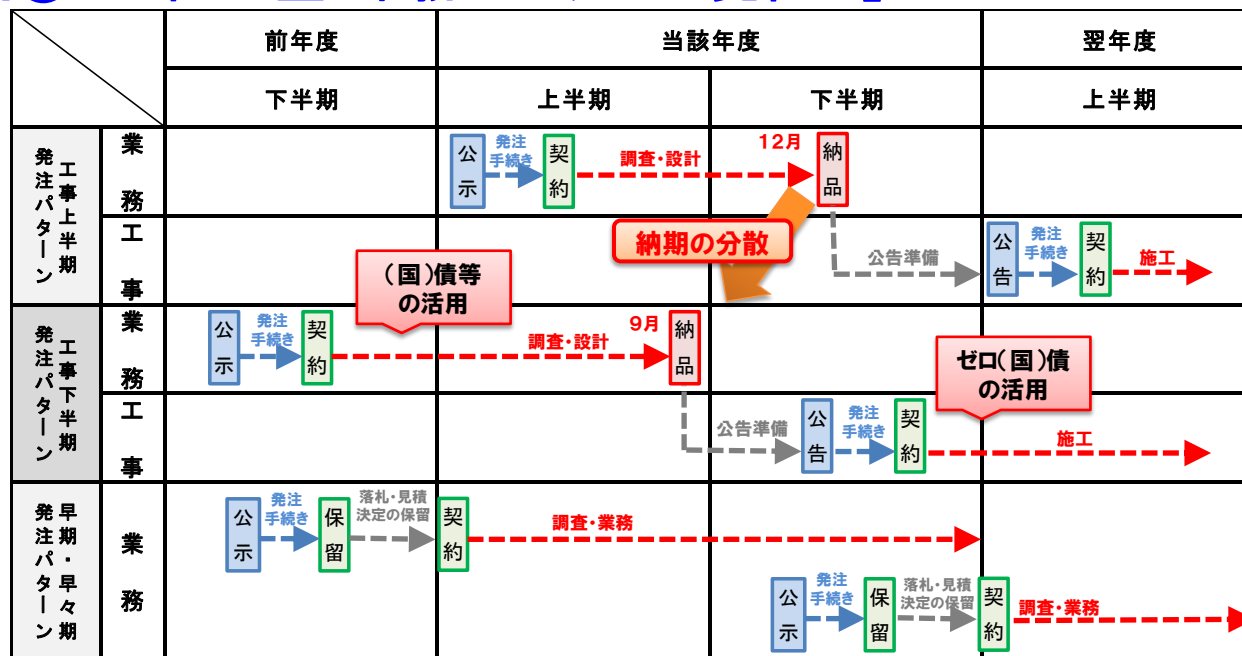 前年度
当該年度
翌年度
下半期
上半期
下半期
上半期
工事上半期
発注パターン
業務
公示
発注
手続き
契約
調査・設計
12月
納品
納期の分散
工事
公告準備
公告
発注
手続き
契約
施工
工事下半期
発注パターン
業務
公示
発注
手続き
契約
(国)債等
の活用
調査・設計
9月
納品
ゼロ(国)債
の活用
工事
公告準備
公告
発注
手続き
契約
施工
早期・早々期
発注パターン
業務
公示
発注
手続き
保留
落札・見積
決定の保留
契約
調査・業務
公示
発注
手続き
保留
落札・見積
決定の保留
契約
調査・業務